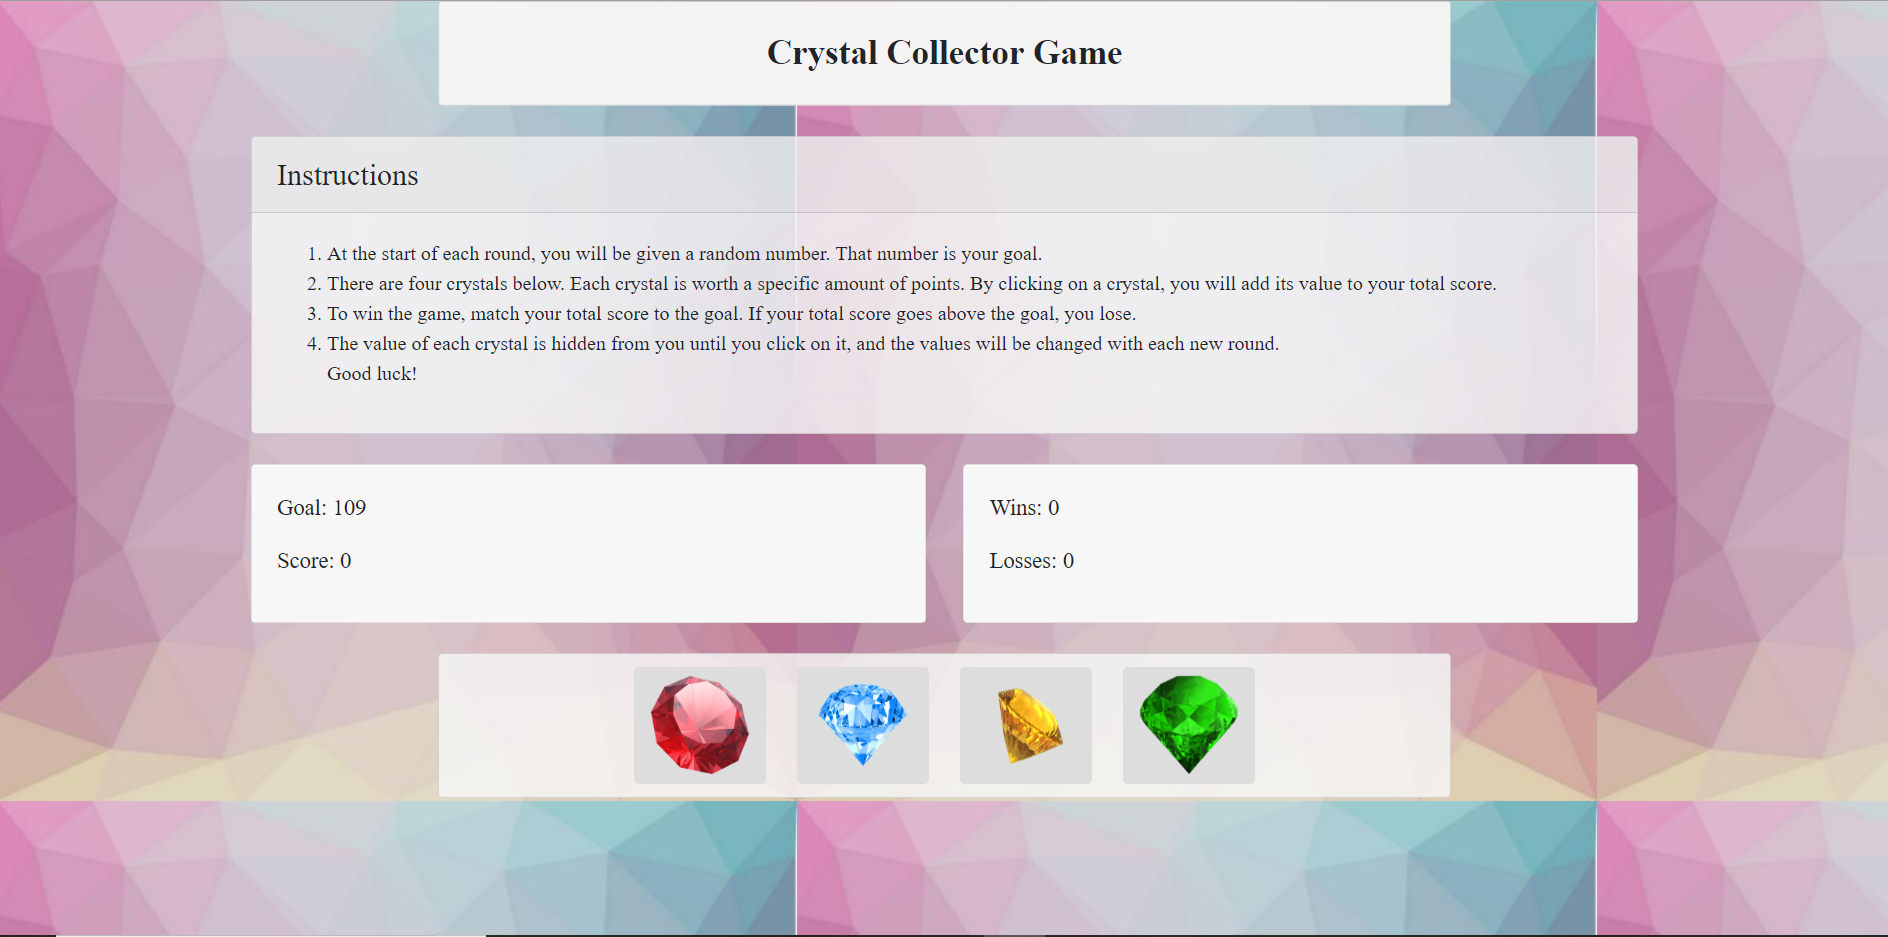 Crystal Collector Game
Instructions
1. At the start of each round, you will be given a random number. That number is your goal.
2. There are four crystals below. Each crystal is worth a specific amount of points. By clicking on a crystal, you will add its value to your total score.
3. To win the game, match your total score to the goal. If your total score goes above the goal, you lose.
4. The value of each crystal is hidden from you until you click on it, and the values will be changed with each new round.
Good luck!
Goal: 109
Score: 0
Wins: 0
Losses: 0